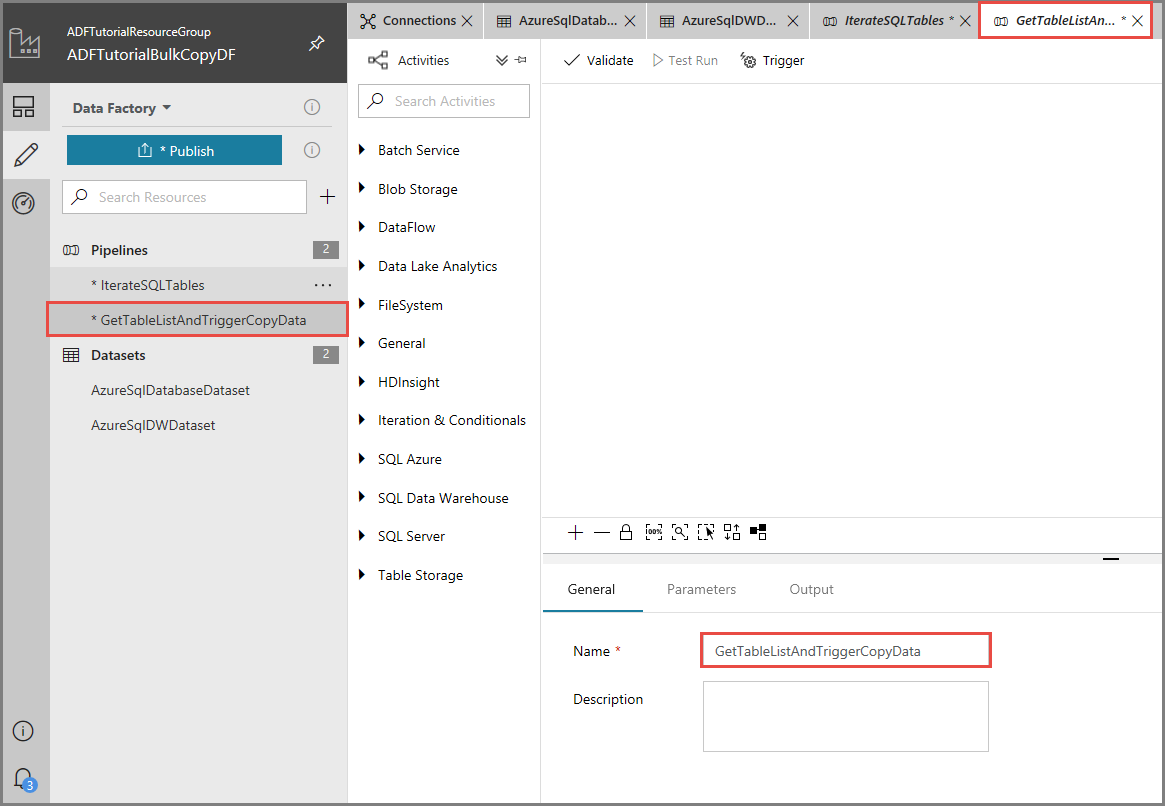 ADFTutorialResourceGroup
ADFTutorialBulkCopyDF
Connections
AzureSqlDatab...
AzureSqlDWD...
IterateSQLTables *
GetTableListAn... *
Data Factory
* Publish
Search Resources
Pipelines 2
* IterateSQLTables ...
* GetTableListAndTriggerCopyData
Datasets 2
AzureSqlDatabaseDataset
AzureSqlDWDataset
3
Activities
Search Activities
Batch Service
Blob Storage
DataFlow
Data Lake Analytics
FileSystem
General
HDInsight
Iteration & Conditionals
SQL Azure
SQL Data Warehouse
SQL Server
Table Storage
Validate
Test Run
Trigger
100%
General
Parameters
Output
Name *
GetTableListAndTriggerCopyData
Description